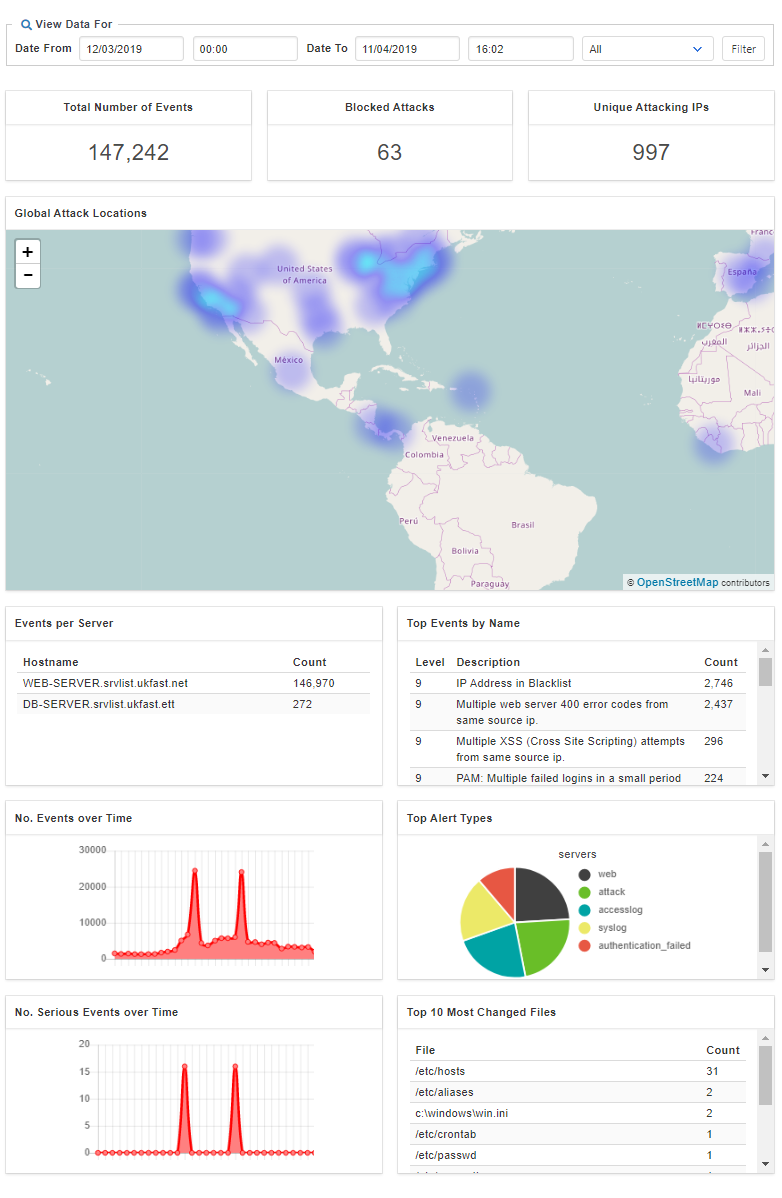 View Data For
Date From 12/03/2019 00:00 Date To 11/04/2019 16:02 All Filter
Total Number of Events
147,242
Blocked Attacks
63
Unique Attacking IPs
997
Global Attack Locations
+
−
United States
of America
México
Venezuela
Colombia
Perú
Brasil
Bolivia
Paraguay
España
المغرب
الجزائر
موريتانيا
Mali
© OpenStreetMap contributors
Events per Server
Hostname Count
WEB-SERVER.srvlist.ukfast.net 146,970
DB-SERVER.srvlist.ukfast.ett 272
Top Events by Name
Level Description Count
9 IP Address in Blacklist 2,746
9 Multiple web server 400 error codes from 2,437
same source ip.
9 Multiple XSS (Cross Site Scripting) attempts 296
from same source ip.
9 PAM: Multiple failed logins in a small period 224
No. Events over Time
30000
20000
10000
0
Top Alert Types
servers
web
attack
accesslog
syslog
authentication_failed
No. Serious Events over Time
20
15
10
5
0
Top 10 Most Changed Files
File Count
/etc/hosts 31
/etc/aliases 2
c:\windows\win.ini 2
/etc/crontab 1
/etc/passwd 1